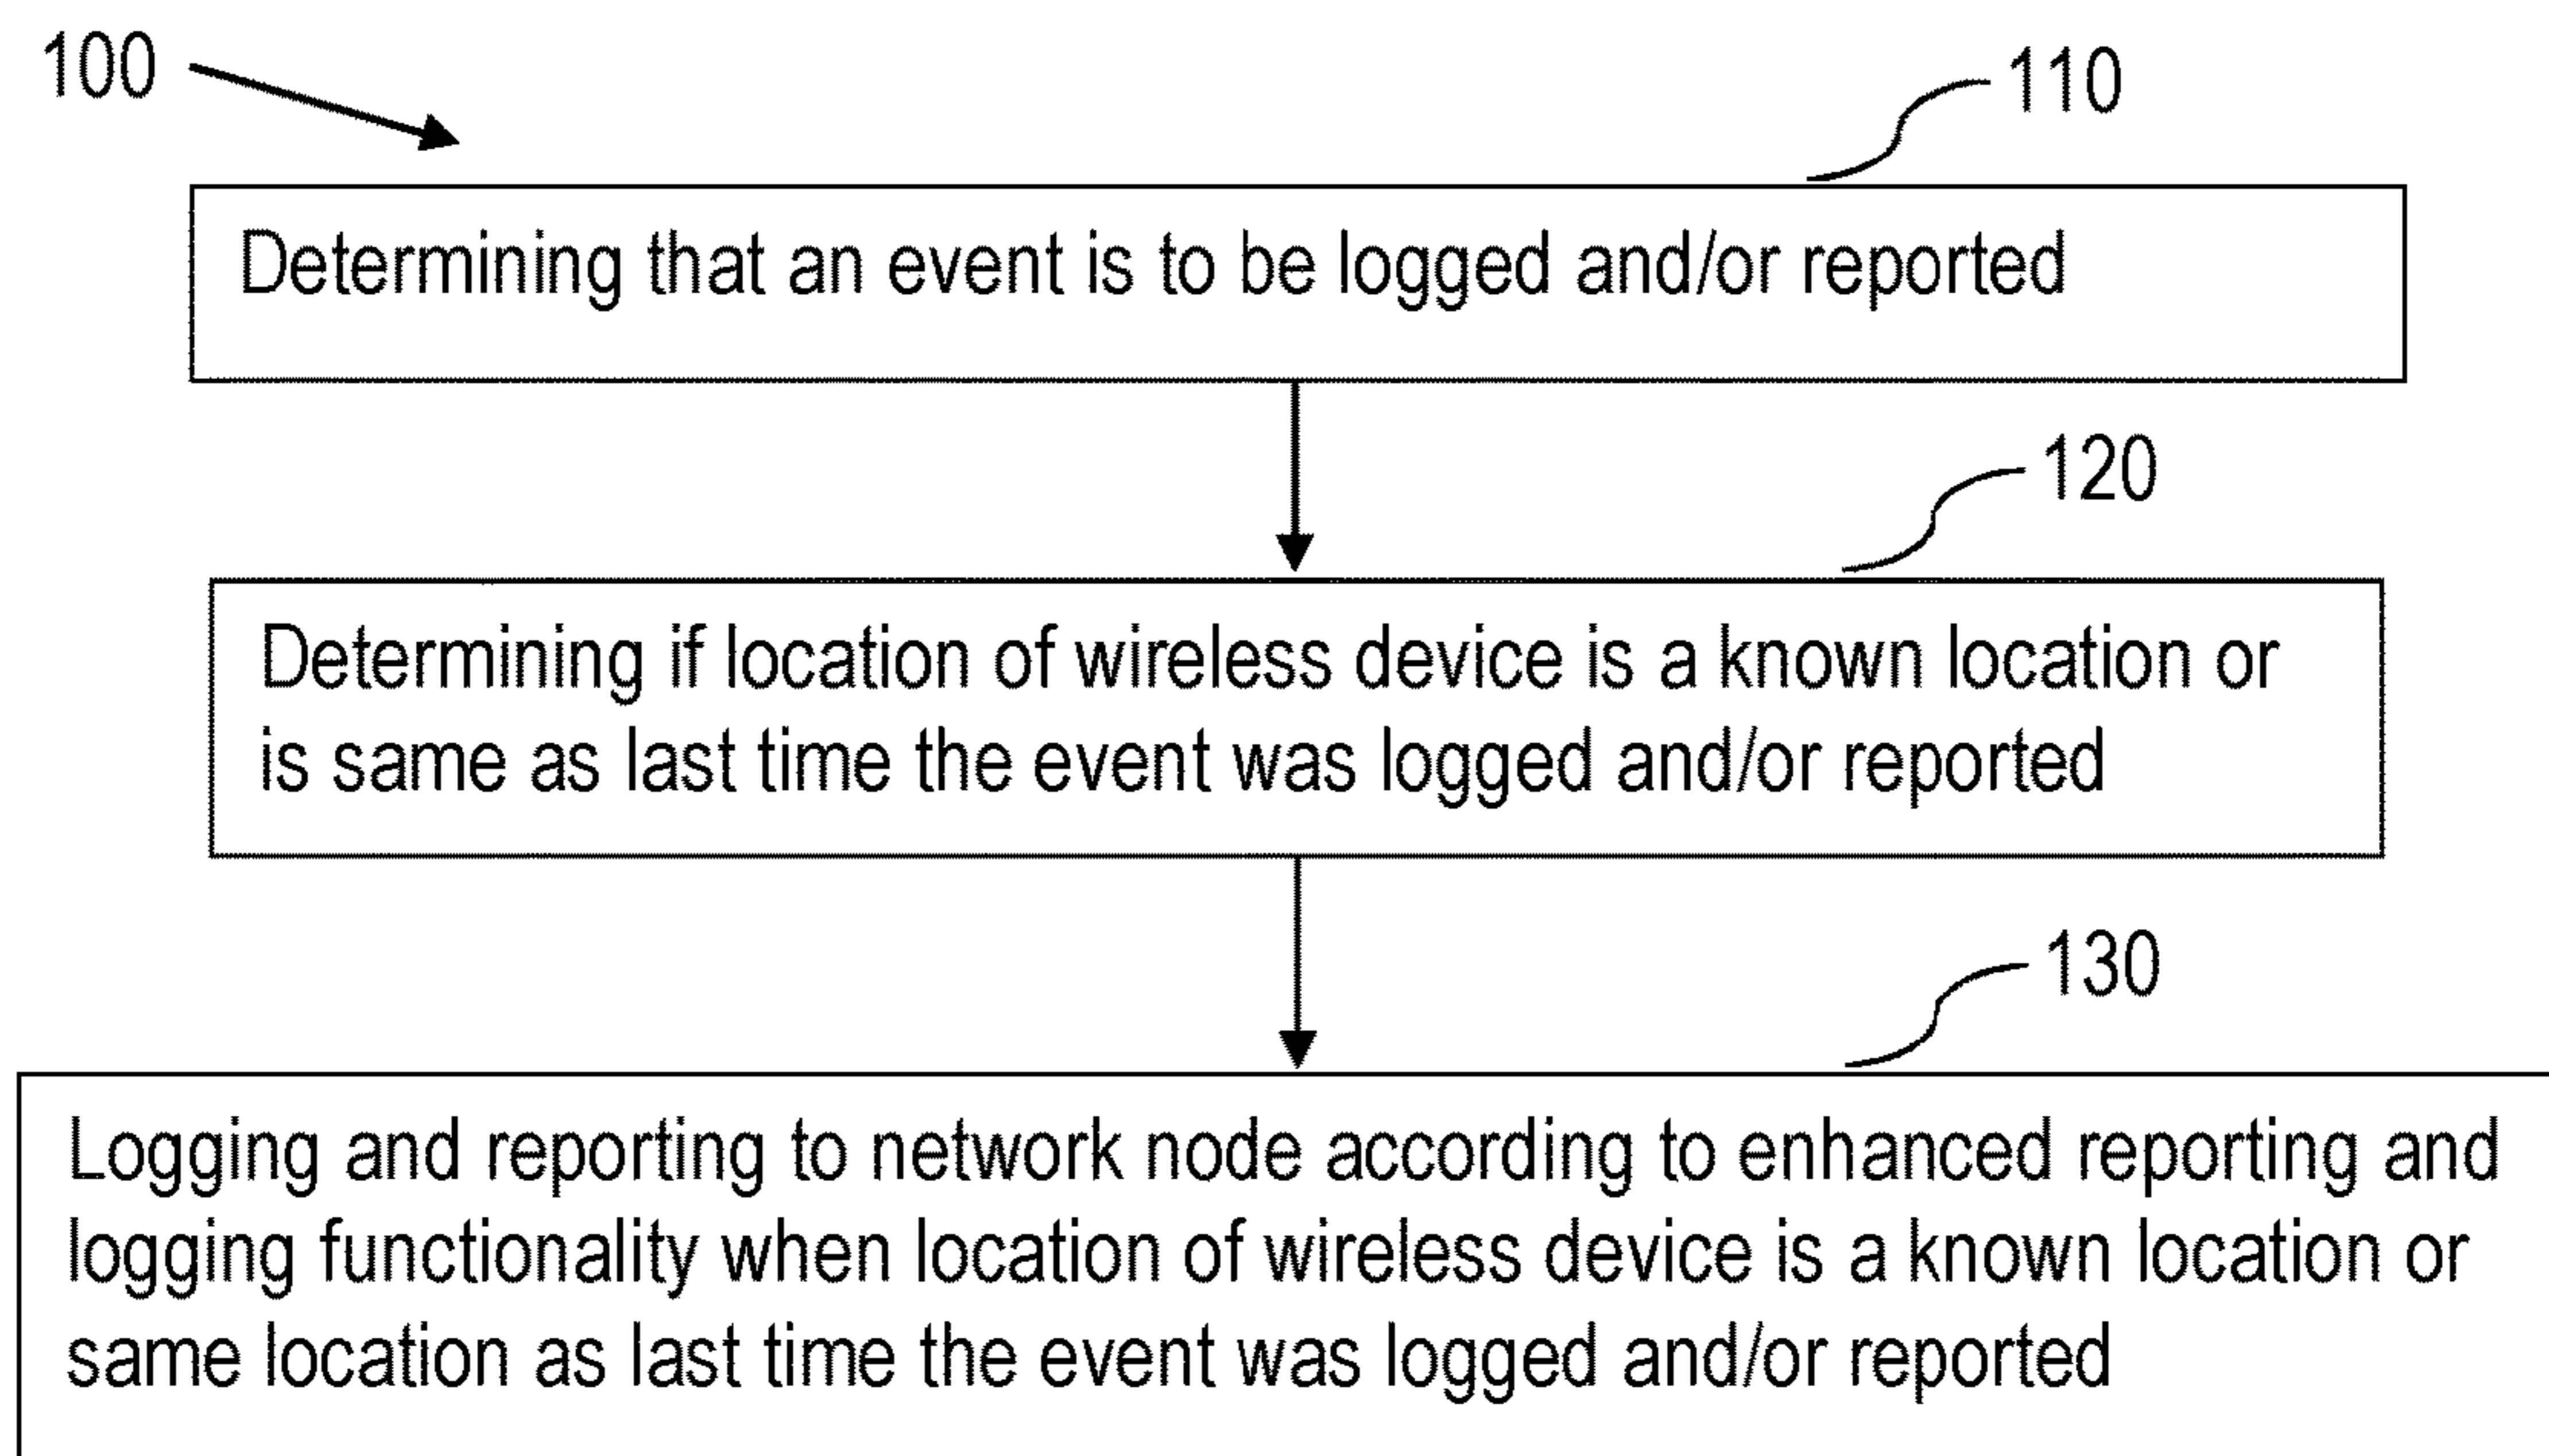 100
110
Determining that an event is to be logged and/or reported
120
Determining if location of wireless device is a known location or
is same as last time the event was logged and/or reported
130
Logging and reporting to network node according to enhanced reporting and
logging functionality when location of wireless device is a known location or
same location as last time the event was logged and/or reported